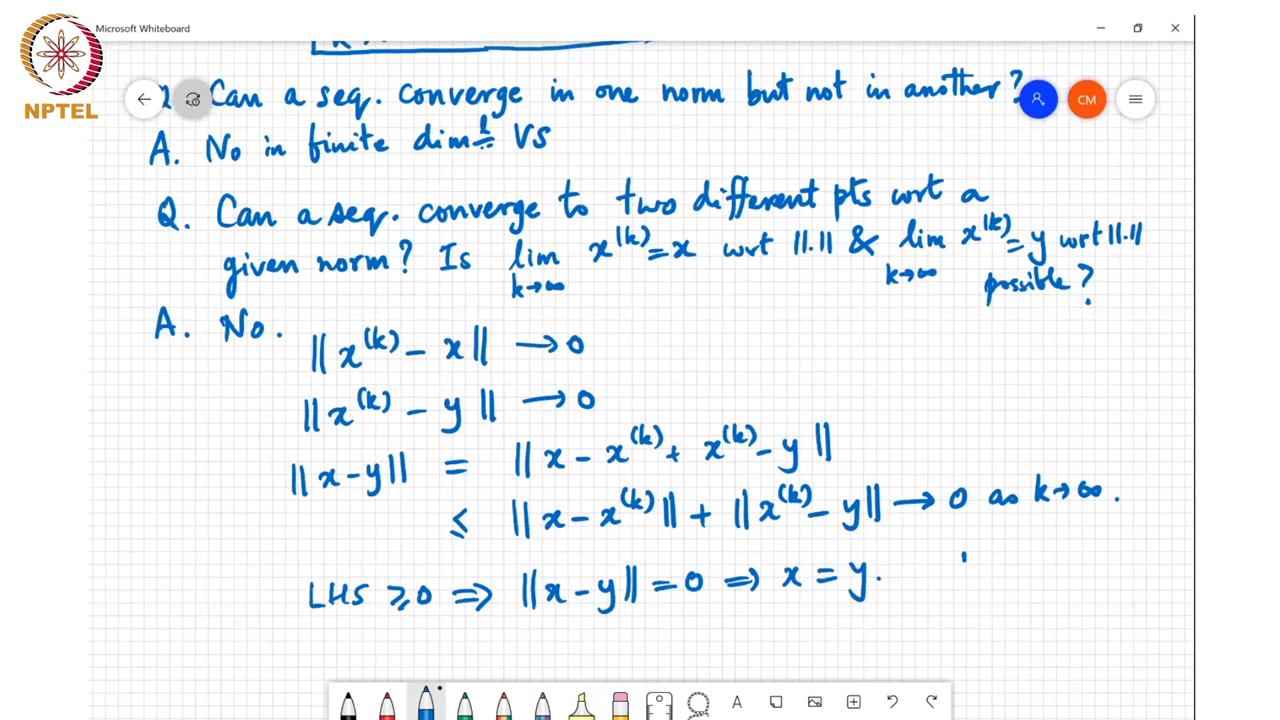 Microsoft Whiteboard
NPTEL
Can a seq. converge in one norm but not in another?
CM
A. No in finite dim<u>l</u> VS
Q. Can a seq. converge to two different pts wrt a
given norm? Is lim x^(k) = x wrt ||.|| & lim x^(k) = y wrt ||.||
k→∞ k→∞ possible?
A. No.
||x^(k) - x|| → 0
||x^(k) - y|| → 0
||x-y|| = ||x - x^(k) + x^(k) - y||
≤ ||x - x^(k)|| + ||x^(k) - y|| → 0 as k→∞.
LHS ≥ 0 ⇒ ||x-y|| = 0 ⇒ x = y.
A